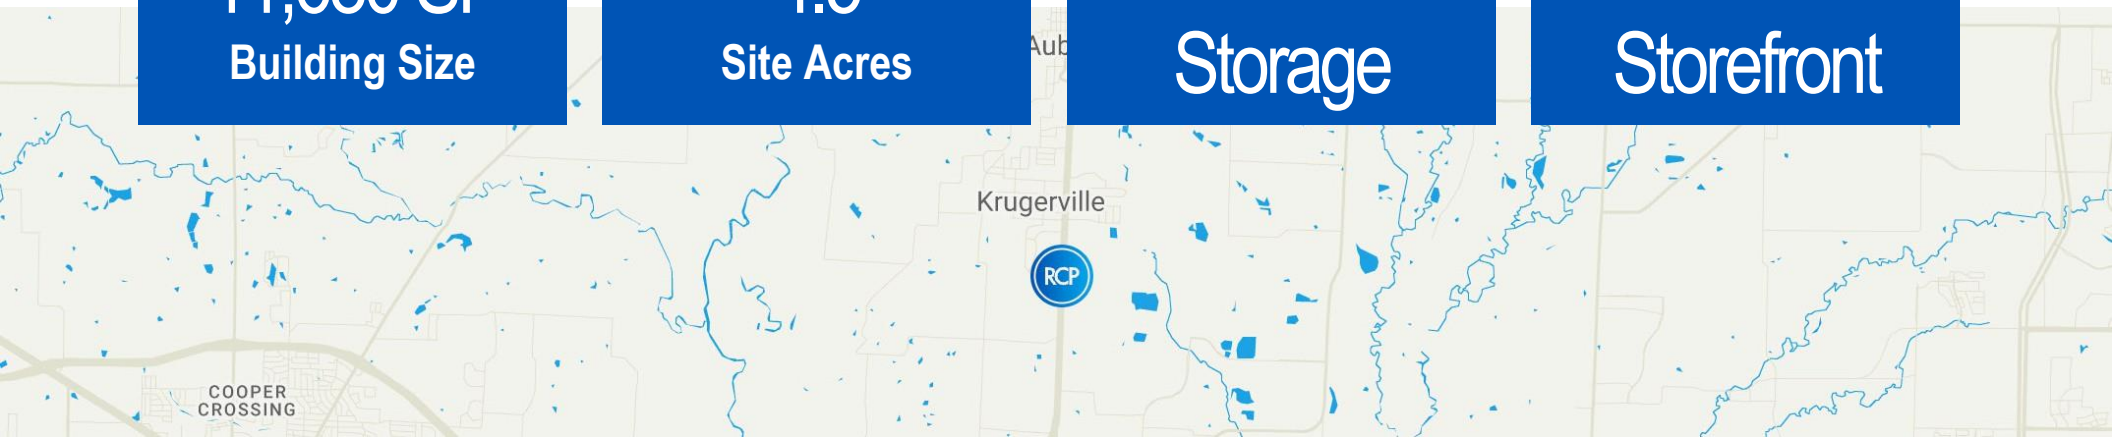 Building Size
Site Acres
Storage
Storefront
Krugerville
RCP
COOPER
CROSSING